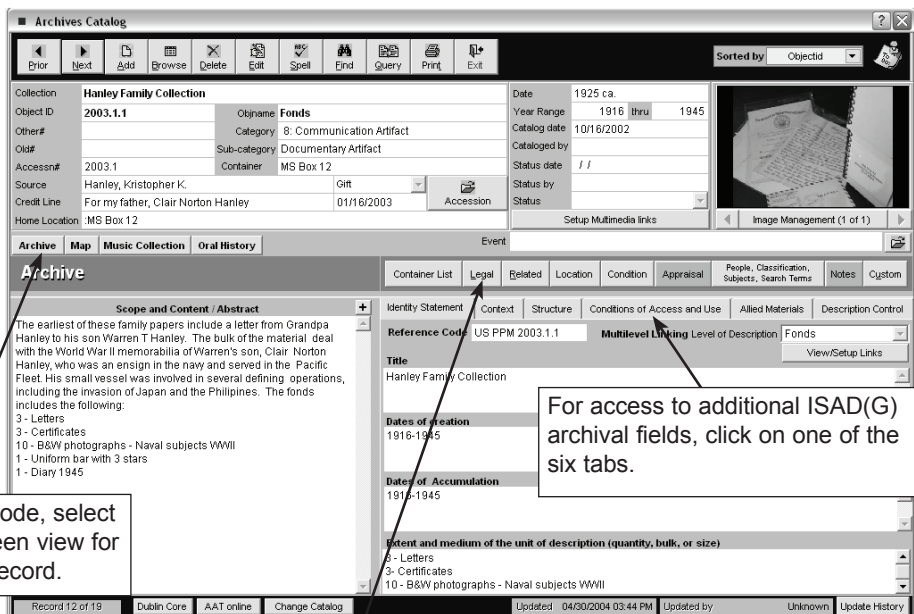 Archives Catalog
Prior Next Add Browse Delete Edit Spell Find Query Print Exit
Sorted by Objectid
Collection Hanley Family Collection
Object ID 2003.1.1 Objname Fonds
Other# Category 8: Communication Artifact
Old# Sub-category Documentary Artifact
Accessn# 2003.1 Container MS Box 12
Source Hanley, Kristopher K. Gift
Credit Line For my father, Clair Norton Hanley 01/16/2003 Accession
Home Location :MS Box 12
Date 1925 ca.
Year Range 1916 thru 1945
Catalog date 10/16/2002
Cataloged by
Status date / /
Status by
Status
Setup Multimedia links
Image Management (1 of 1)
Archive Map Music Collection Oral History Event
Archive
Container List Legal Related Location Condition Appraisal People, Classification, Subjects, Search Terms Notes Custom
Scope and Content / Abstract +
The earliest of these family papers include a letter from Grandpa
Hanley to his son Warren T Hanley. The bulk of the material deal
with the World War II memorabilia of Warren's son, Clair Norton
Hanley, who was an ensign in the navy and served in the Pacific
Fleet. His small vessel was involved in several defining operations,
including the invasion of Japan and the Philipines. The fonds
includes the following:
3 - Letters
3 - Certificates
10 - B&W photographs - Naval subjects WWII
1 - Uniform bar with 3 stars
1 - Diary 1945
Identity Statement Context Structure Conditions of Access and Use Allied Materials Description Control
Reference Code US PPM 2003.1.1 Multilevel Linking Level of Description Fonds
View/Setup Links
Title
Hanley Family Collection
Dates of creation
1916-1945
Dates of Accumulation
1916-1945
Extent and medium of the unit of description (quantity, bulk, or size)
3 - Letters
3- Certificates
10 - B&W photographs - Naval subjects WWII
For access to additional ISAD(G)
archival fields, click on one of the
six tabs.
ode, select
een view for
ecord.
Record 12 of 19 Dublin Core AAT online Change Catalog Updated 04/30/2004 03:44 PM Updated by Unknown Update History